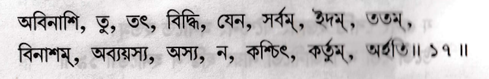 অবিনাশি, তু, তৎ, বিদ্ধি, যেন, সর্বম্, ইদম্, ততম্,
বিনাশম্, অব্যয়স্য, অস্য, ন, কশ্চিৎ, কর্তুম্, অর্হতি॥ ১৭ ॥